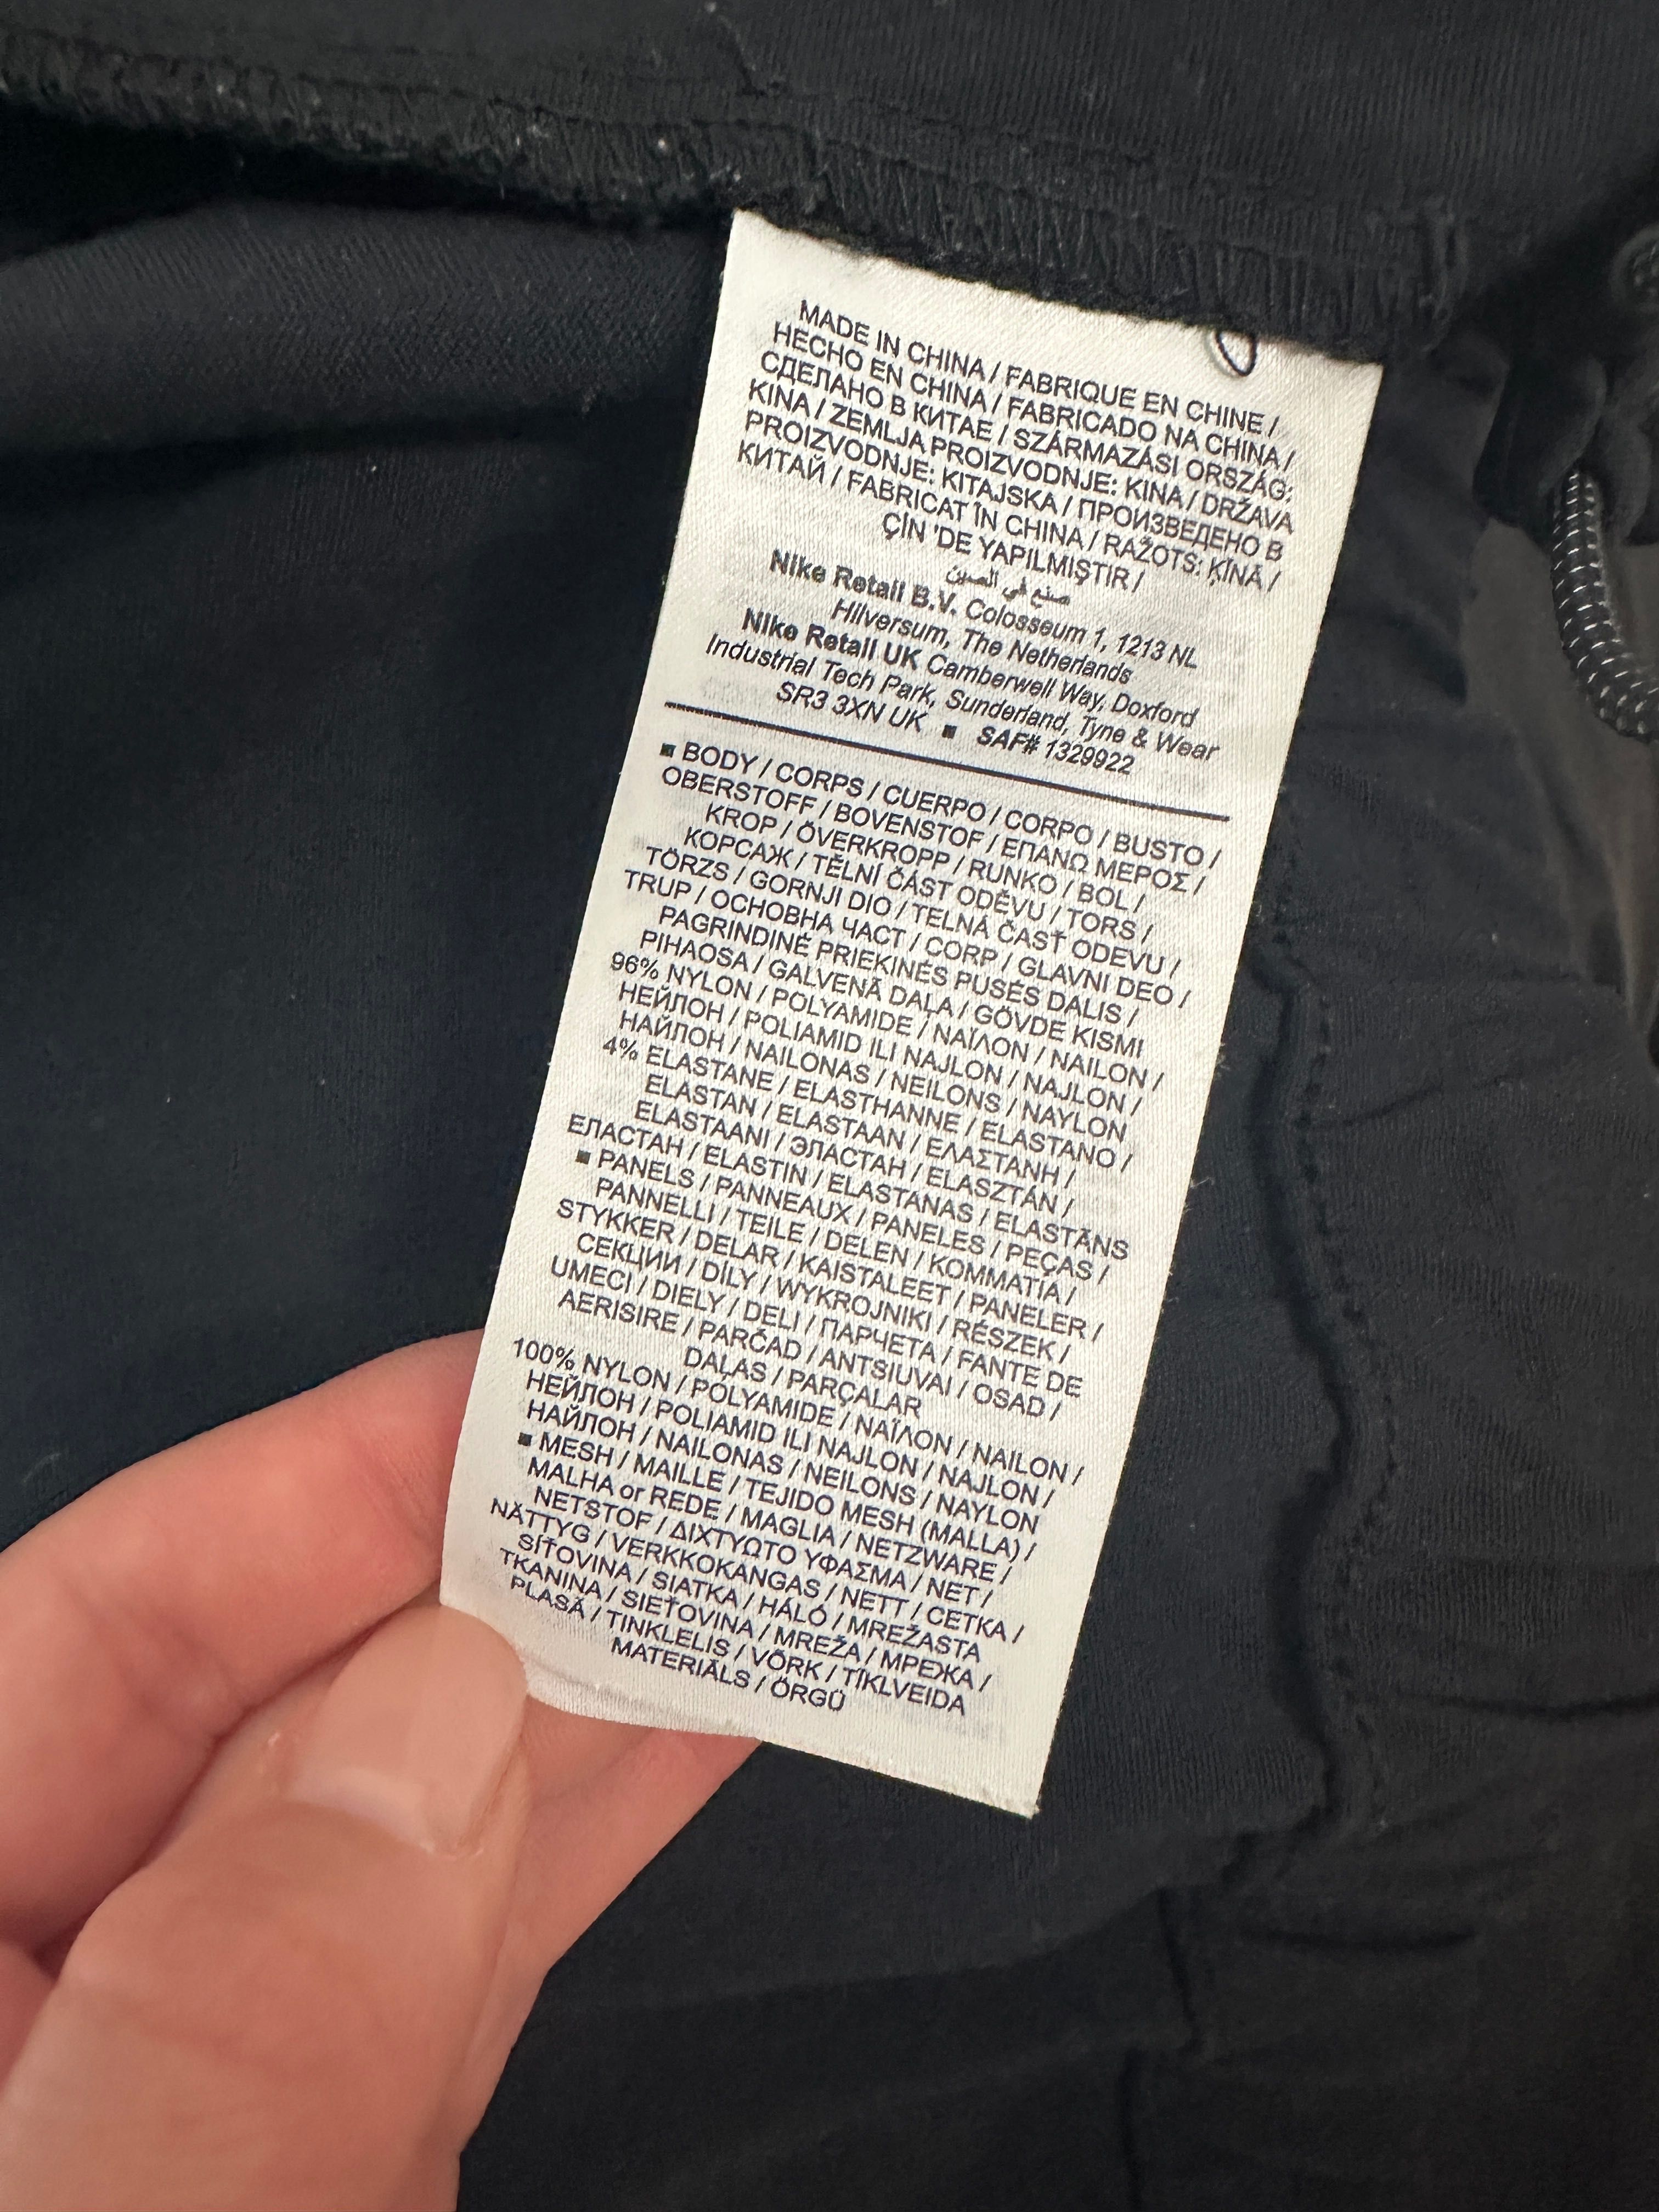 MADE IN CHINA / FABRIQUE EN CHINE /
HECHO EN CHINA / FABRICADO NA CHINA /
СДЕЛАНО В КИТАЕ / SZÁRMAZÁSI ORSZÁG:
KINA / ZEMLJA PROIZVODNJE: KINA / DRŽAVA
PROIZVODNJE: KITAJSKA / ПРОИЗВЕДЕНО В
КИТАЙ / FABRICAT ÎN CHINA / RAŽOTS: ĶĪNĀ /
ÇİN 'DE YAPILMIŞTIR /
صنع في الصين
Nike Retail B.V. Colosseum 1, 1213 NL
Hilversum, The Netherlands
Nike Retail UK Camberwell Way, Doxford
Industrial Tech Park, Sunderland, Tyne & Wear
SR3 3XN UK ■ SAF# 1329922
■ BODY / CORPS / CUERPO / CORPO / BUSTO /
OBERSTOFF / BOVENSTOF / ΕΠΑΝΩ ΜΕΡΟΣ /
KROP / ÖVERKROPP / RUNKO / BOL /
КОРСАЖ / TĚLNÍ ČÁST ODĚVU / TORS /
TÖRZS / GORNJI DIO / TELNÁ ČASŤ ODEVU /
TRUP / ОСНОВНА ЧАСТ / CORP / GLAVNI DEO /
PAGRINDINĖ PRIEKINĖS PUSĖS DALIS /
PIHAOSA / GALVENĀ DAĻA / GÖVDE KISMI
96% NYLON / POLYAMIDE / ΝΑΪΛΟΝ / NAILON /
НЕЙЛОН / POLIAMID ILI NAJLON / NAJLON /
НАЙЛОН / NAILONAS / NEILONS / NAYLON
4% ELASTANE / ELASTHANNE / ELASTANO /
ELASTAN / ELASTAAN / ΕΛΑΣΤΑΝΗ /
ELASTAANI / ЭЛАСТАН / ELASZTÁN /
ЕЛАСТАН / ELASTIN / ELASTANAS / ELASTĀNS
■ PANELS / PANNEAUX / PANELES / PEÇAS /
PANNELLI / TEILE / DELEN / ΚΟΜΜΑΤΙΑ /
STYKKER / DELAR / KAISTALEET / PANELER /
СЕКЦИИ / DÍLY / WYKROJNIKI / RÉSZEK /
UMECI / DIELY / DELI / ПАРЧЕТА / FANTE DE
AERISIRE / PARČAD / ANTSIUVAI / OSAD /
DAĻAS / PARÇALAR
100% NYLON / POLYAMIDE / ΝΑΪΛΟΝ / NAILON /
НЕЙЛОН / POLIAMID ILI NAJLON / NAJLON /
НАЙЛОН / NAILONAS / NEILONS / NAYLON
■ MESH / MAILLE / TEJIDO MESH (MALLA) /
MALHA or REDE / MAGLIA / NETZWARE /
NETSTOF / ΔΙΧΤΥΩΤΟ ΥΦΑΣΜΑ / NET /
NÄTTYG / VERKKOKANGAS / NETT / СЕТКА /
SÍŤOVINA / SIATKA / HÁLÓ / MREŽASTA
TKANINA / SIEŤOVINA / MREŽA / МРЕЖА /
PLASĂ / TINKLELIS / VÕRK / TĪKLVEIDA
MATERIĀLS / ÖRGÜ